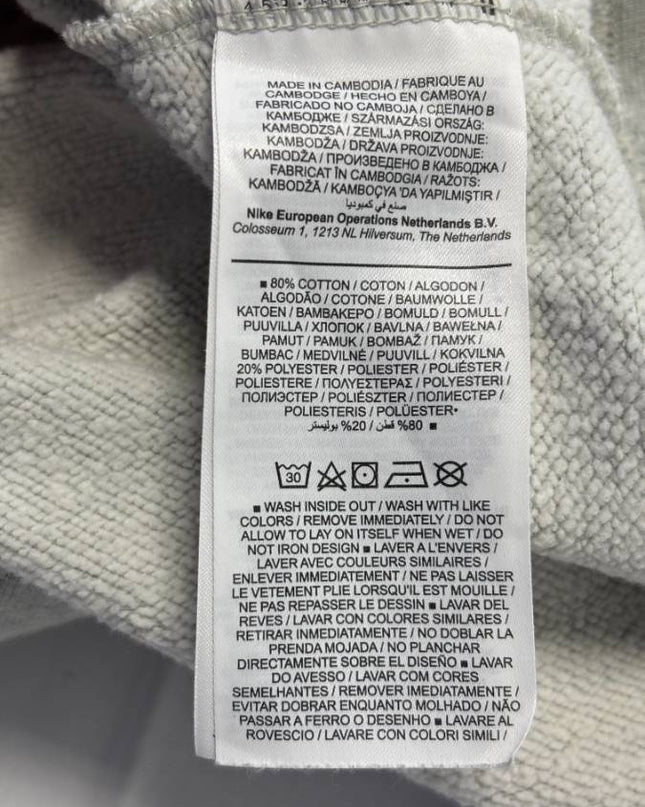 MADE IN CAMBODIA / FABRIQUE AU
CAMBODGE / HECHO EN CAMBOYA /
FABRICADO NO CAMBOJA / СДЕЛАНО В
КАМБОДЖЕ / SZÁRMAZÁSI ORSZÁG:
KAMBODZSA / ZEMLJA PROIZVODNJE:
KAMBODŽA / DRŽAVA PROIZVODNJE:
KAMBODŽA / ПРОИЗВЕДЕНО В КАМБОДЖА /
FABRICAT ÎN CAMBODGIA / RAŽOTS:
KAMBODŽĀ / KAMBOÇYA 'DA YAPILMIŞTIR /
صنع في كمبوديا
Nike European Operations Netherlands B.V.
Colosseum 1, 1213 NL Hilversum, The Netherlands
■ 80% COTTON / COTON / ALGODON /
ALGODÃO / COTONE / BAUMWOLLE /
KATOEN / ΒΑΜΒΑΚΕΡΟ / BOMULD / BOMULL /
PUUVILLA / ХЛОПОК / BAVLNA / BAWEŁNA /
PAMUT / PAMUK / BOMBAŽ / ПАМУК /
BUMBAC / MEDVILNĖ / PUUVILL / KOKVILNA
20% POLYESTER / POLIESTER / POLIÉSTER /
POLIESTERE / ΠΟΛΥΕΣΤΕΡΑΣ / POLYESTERI /
ПОЛИЭСТЕР / POLIÉSZTER / ПОЛИЕСТЕР /
POLIESTERIS / POLÜESTER•
■ 80% قطن / 20% بوليستر
30
■ WASH INSIDE OUT / WASH WITH LIKE
COLORS / REMOVE IMMEDIATELY / DO NOT
ALLOW TO LAY ON ITSELF WHEN WET / DO
NOT IRON DESIGN ■ LAVER A L'ENVERS /
LAVER AVEC COULEURS SIMILAIRES /
ENLEVER IMMEDIATEMENT / NE PAS LAISSER
LE VETEMENT PLIE LORSQU'IL EST MOUILLE /
NE PAS REPASSER LE DESSIN ■ LAVAR DEL
REVES / LAVAR CON COLORES SIMILARES /
RETIRAR INMEDIATAMENTE / NO DOBLAR LA
PRENDA MOJADA / NO PLANCHAR
DIRECTAMENTE SOBRE EL DISEÑO ■ LAVAR
DO AVESSO / LAVAR COM CORES
SEMELHANTES / REMOVER IMEDIATAMENTE /
EVITAR DOBRAR ENQUANTO MOLHADO / NÃO
PASSAR A FERRO O DESENHO ■ LAVARE AL
ROVESCIO / LAVARE CON COLORI SIMILI /